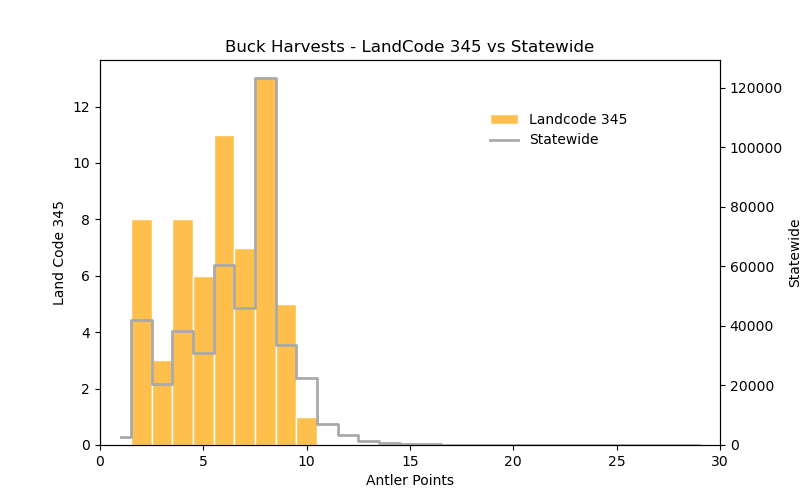 Buck Harvests - LandCode 345 vs Statewide
Landcode 345
Statewide
Land Code 345
12
10
8
6
4
2
0
120000
100000
80000
60000
40000
20000
0
Statewide
0 5 10 15 20 25 30
Antler Points